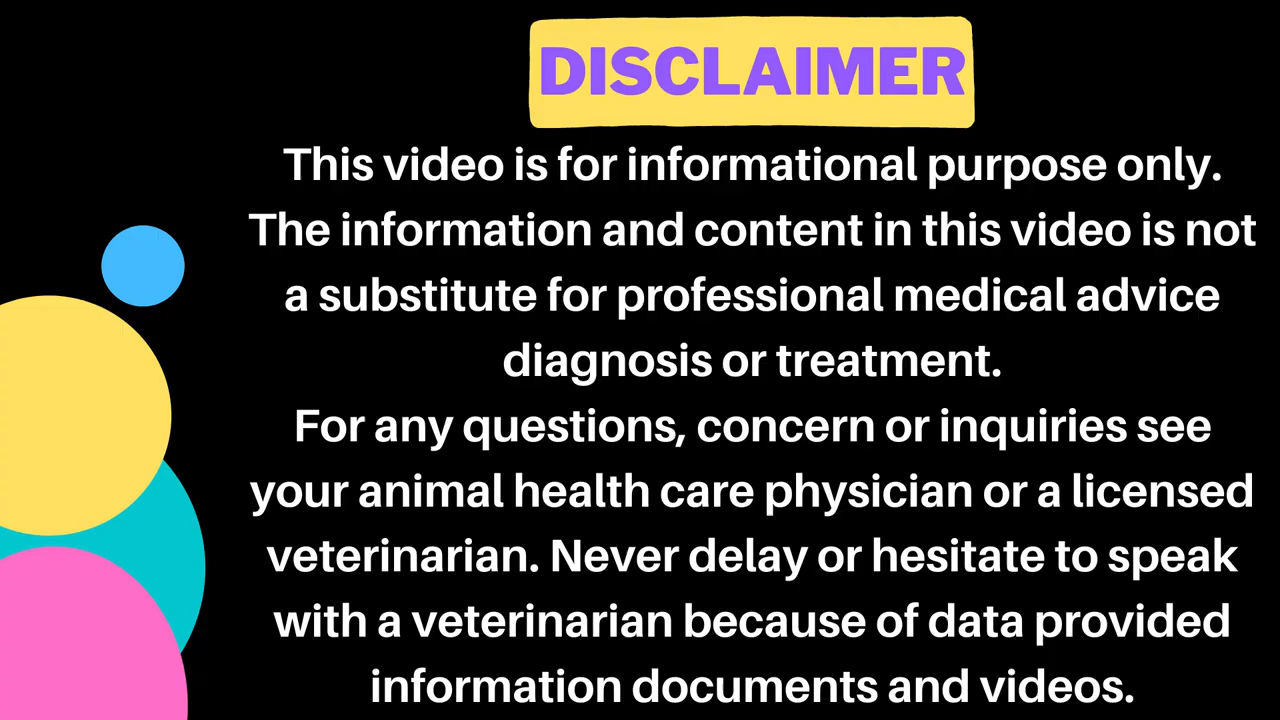 DISCLAIMER
This video is for informational purpose only.
The information and content in this video is not
a substitute for professional medical advice
diagnosis or treatment.
For any questions, concern or inquiries see
your animal health care physician or a licensed
veterinarian. Never delay or hesitate to speak
with a veterinarian because of data provided
information documents and videos.